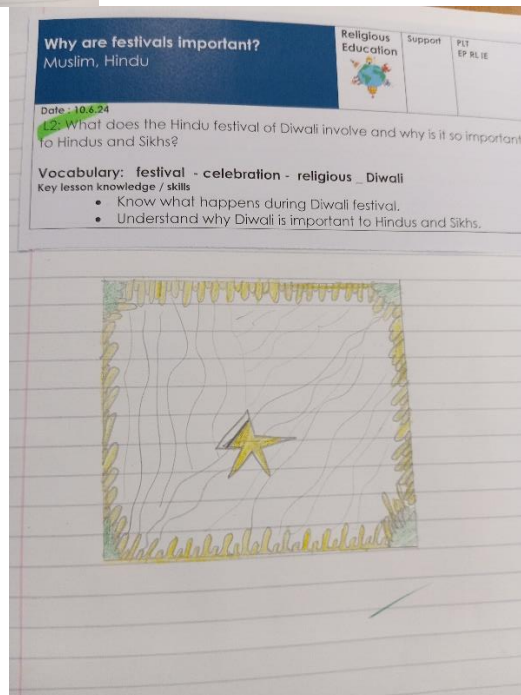 Why are festivals important?
Muslim, Hindu
Religious
Education
Support
PLT
EP RL IE
Date : 10.6.24
L2: What does the Hindu festival of Diwali involve and why is it so important
to Hindus and Sikhs?
Vocabulary: festival - celebration - religious _ Diwali
Key lesson knowledge / skills
• Know what happens during Diwali festival.
• Understand why Diwali is important to Hindus and Sikhs.